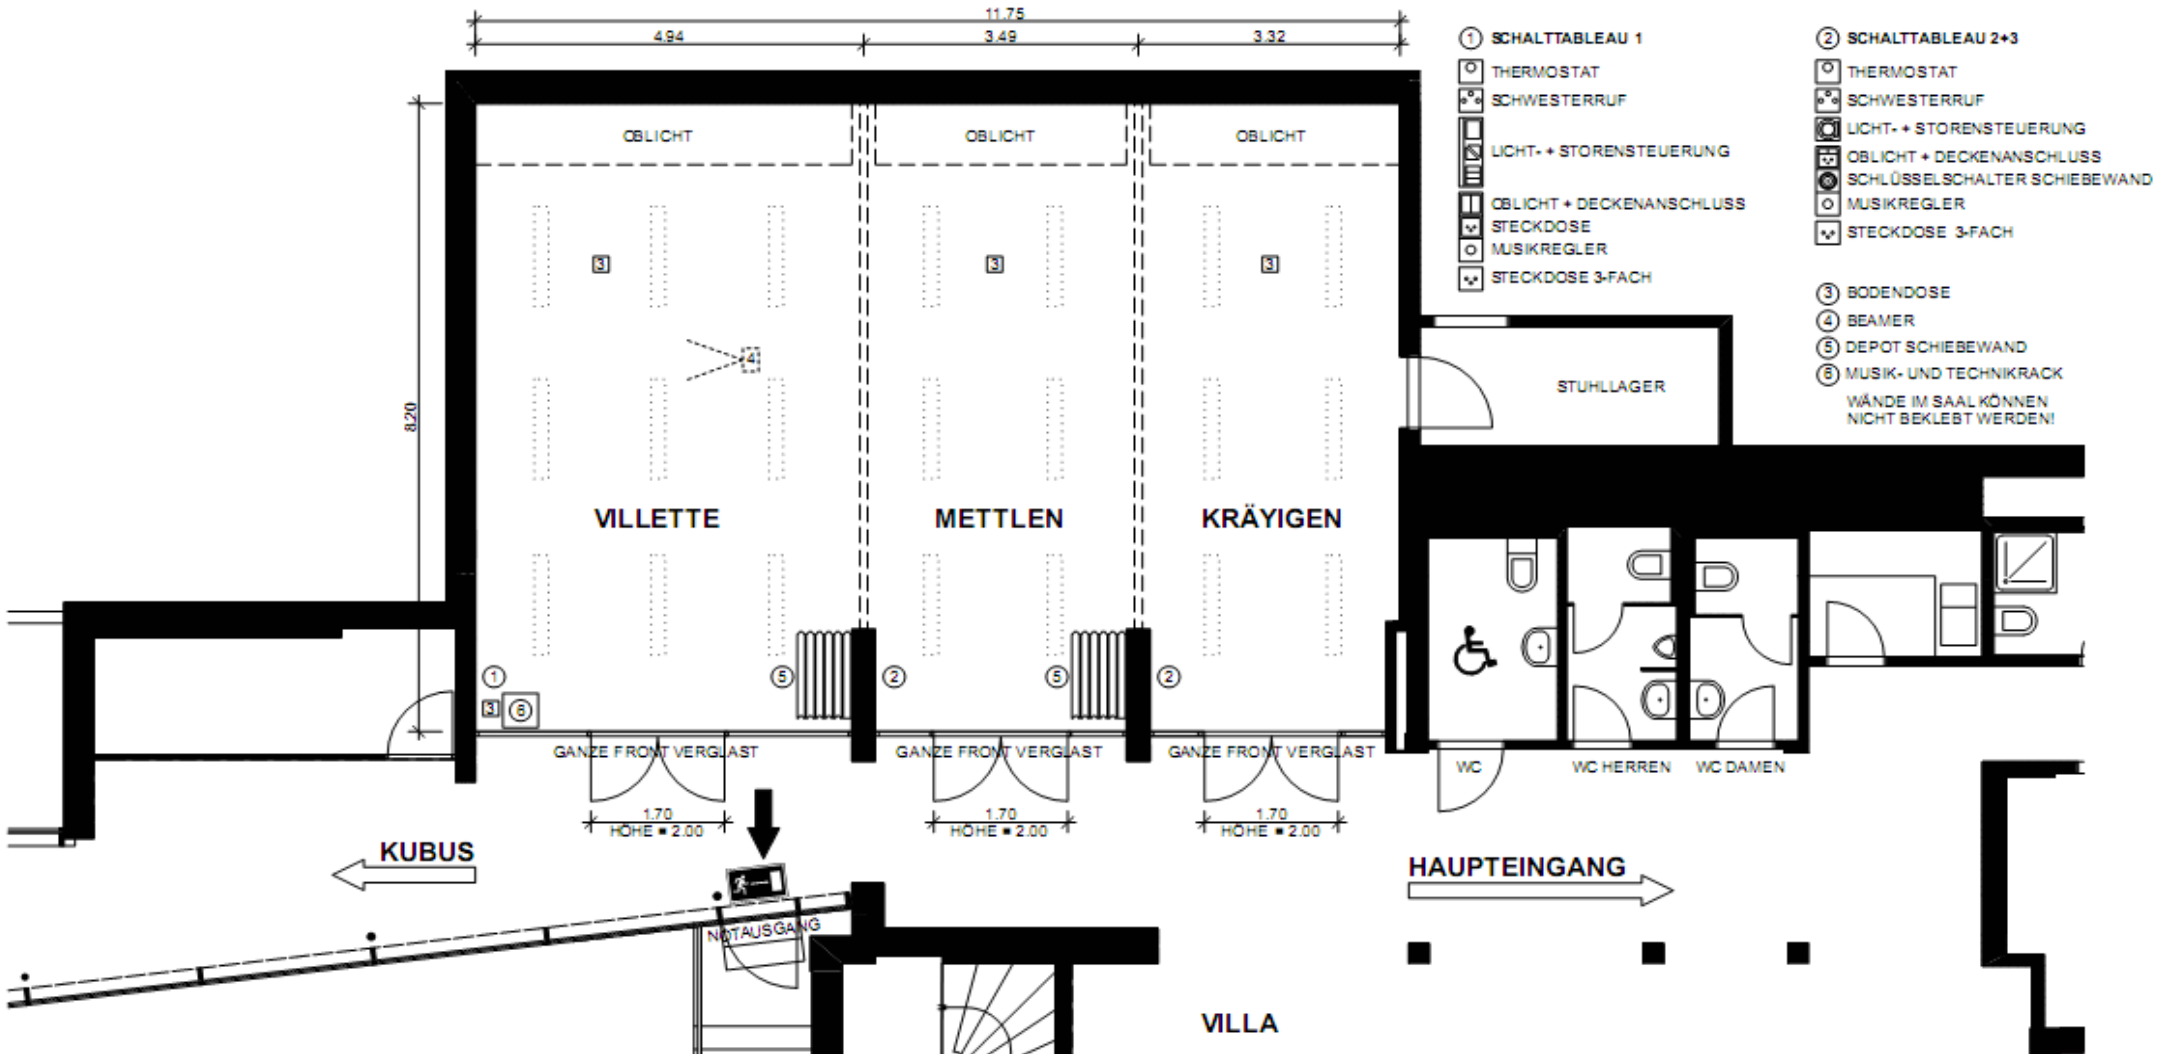 11.75
4.94
3.49
3.32
① SCHALTTABLEAU 1
THERMOSTAT
SCHWESTERRUF
LICHT- + STORENSTEUERUNG
OBLICHT + DECKENANSCHLUSS
STECKDOSE
MUSIKREGLER
STECKDOSE 3-FACH
② SCHALTTABLEAU 2+3
THERMOSTAT
SCHWESTERRUF
LICHT- + STORENSTEUERUNG
OBLICHT + DECKENANSCHLUSS
SCHLÜSSELSCHALTER SCHIEBEWAND
MUSIKREGLER
STECKDOSE 3-FACH
③ BODENDOSE
④ BEAMER
⑤ DEPOT SCHIEBEWAND
⑥ MUSIK- UND TECHNIKRACK
WÄNDE IM SAAL KÖNNEN
NICHT BEKLEBT WERDEN!
OBLICHT
OBLICHT
OBLICHT
3
3
3
4
8.20
STUHLLAGER
VILLETTE
METTLEN
KRÄYIGEN
①
⑤
②
⑤
②
3
⑥
GANZE FRONT VERGLAST
GANZE FRONT VERGLAST
GANZE FRONT VERGLAST
WC
WC HERREN
WC DAMEN
1.70
HÖHE = 2.00
1.70
HÖHE = 2.00
1.70
HÖHE = 2.00
KUBUS
HAUPTEINGANG
NOTAUSGANG
VILLA